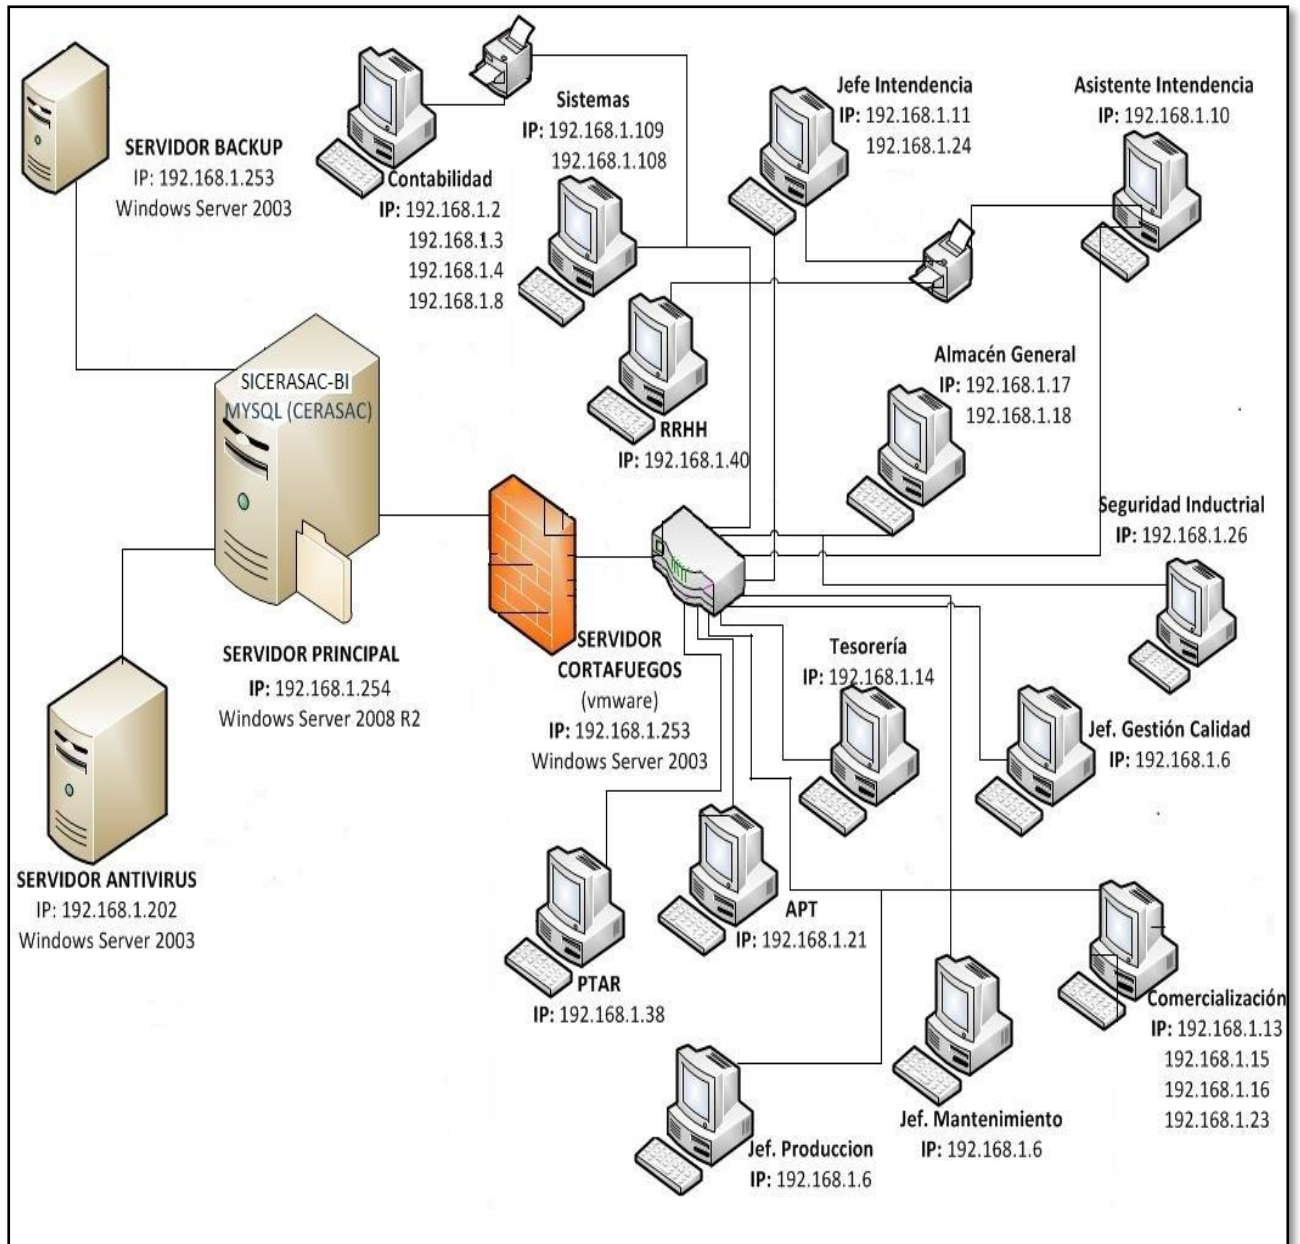 SERVIDOR BACKUP
IP: 192.168.1.253
Windows Server 2003
Contabilidad
IP: 192.168.1.2
192.168.1.3
192.168.1.4
192.168.1.8
Sistemas
IP: 192.168.1.109
192.168.1.108
Jefe Intendencia
IP: 192.168.1.11
192.168.1.24
Asistente Intendencia
IP: 192.168.1.10
RRHH
IP: 192.168.1.40
Almacén General
IP: 192.168.1.17
192.168.1.18
SICERASAC-BI
MYSQL (CERASAC)
SERVIDOR PRINCIPAL
IP: 192.168.1.254
Windows Server 2008 R2
Seguridad Inductrial
IP: 192.168.1.26
SERVIDOR
CORTAFUEGOS
(vmware)
IP: 192.168.1.253
Windows Server 2003
Tesorería
IP: 192.168.1.14
Jef. Gestión Calidad
IP: 192.168.1.6
SERVIDOR ANTIVIRUS
IP: 192.168.1.202
Windows Server 2003
APT
IP: 192.168.1.21
PTAR
IP: 192.168.1.38
Comercialización
IP: 192.168.1.13
192.168.1.15
192.168.1.16
192.168.1.23
Jef. Mantenimiento
IP: 192.168.1.6
Jef. Produccion
IP: 192.168.1.6